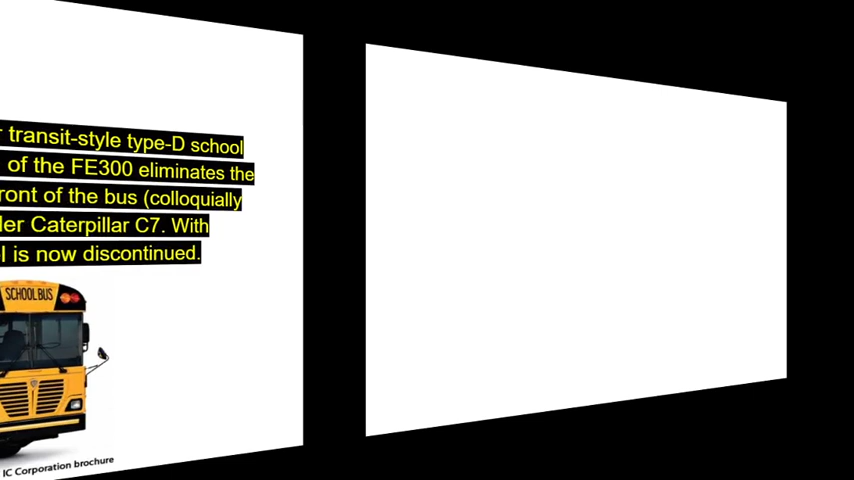 transit-style type-D school
of the FE300 eliminates the
ront of the bus (colloquially
ler Caterpillar C7. With
l is now discontinued.
SCHOOL BUS
IC Corporation brochure